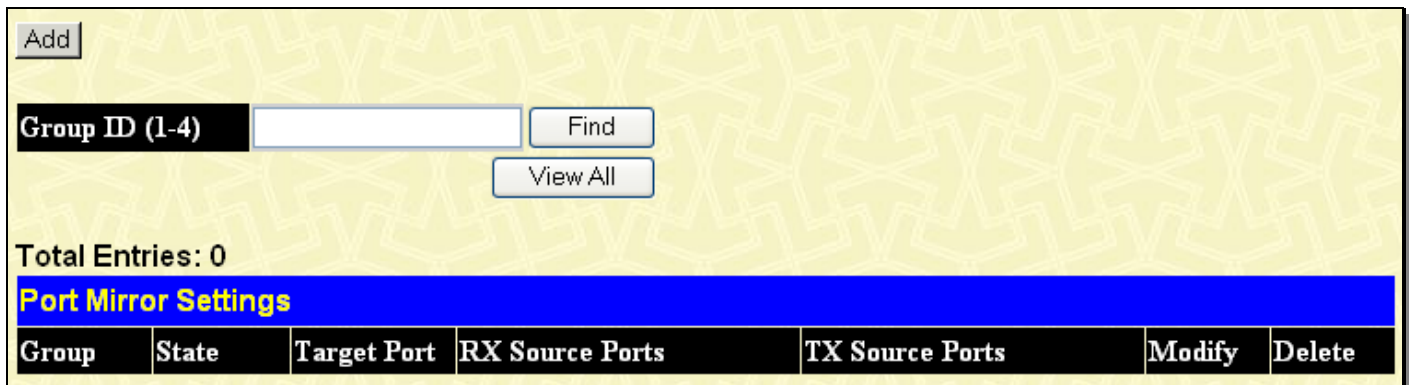 Add
Group ID (1-4) Find
View All
Total Entries: 0
Port Mirror Settings
Group State Target Port RX Source Ports TX Source Ports Modify Delete